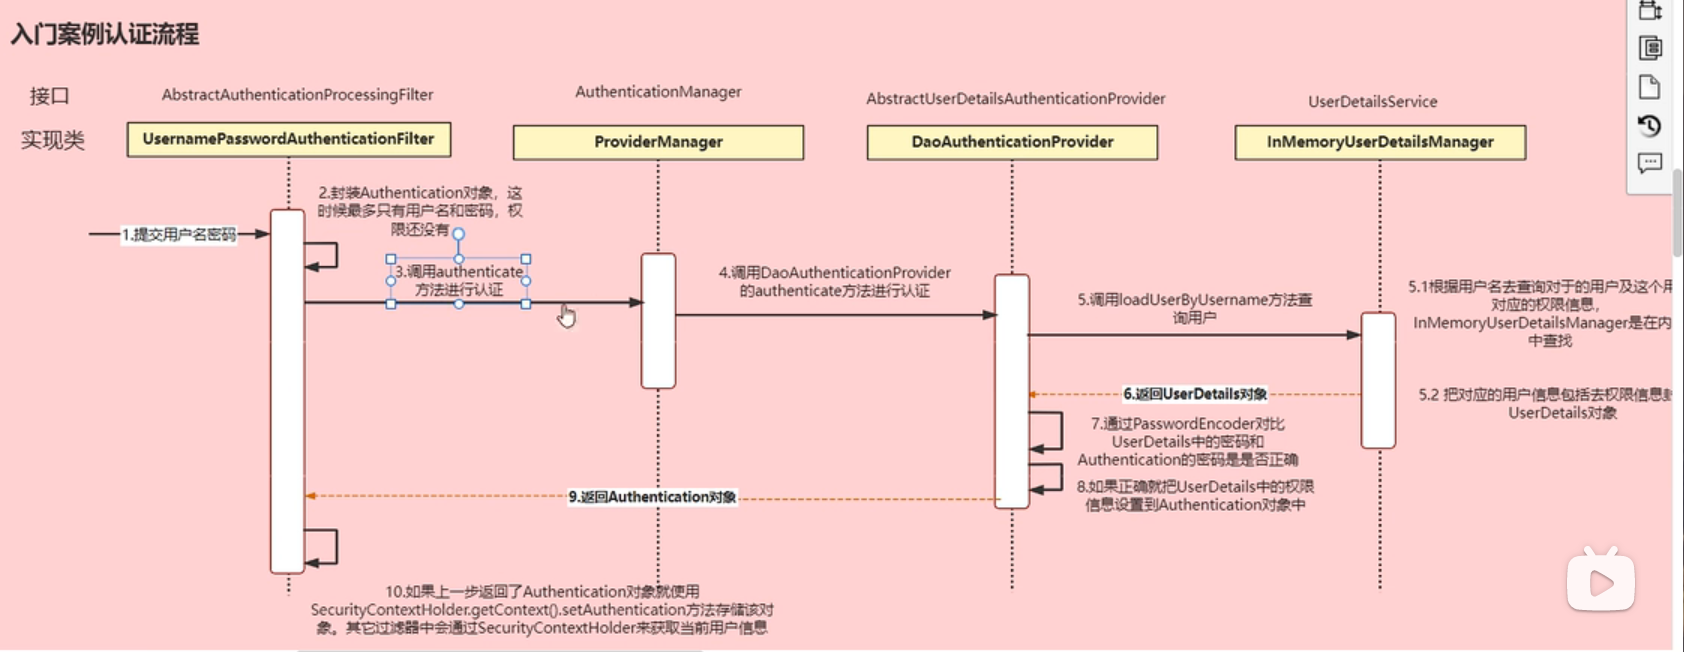 入门案例认证流程
接口
AbstractAuthenticationProcessingFilter
AuthenticationManager
AbstractUserDetailsAuthenticationProvider
UserDetailsService
实现类
UsernamePasswordAuthenticationFilter
ProviderManager
DaoAuthenticationProvider
InMemoryUserDetailsManager
1.提交用户名密码
2.封装Authentication对象，这
时候最多只有用户名和密码，权
限还没有
3.调用authenticate
方法进行认证
4.调用DaoAuthenticationProvider
的authenticate方法进行认证
5.调用loadUserByUsername方法查
询用户
5.1根据用户名去查询对于的用户及这个用
对应的权限信息，
InMemoryUserDetailsManager是在内
中查找
5.2 把对应的用户信息包括去权限信息封
UserDetails对象
6.返回UserDetails对象
7.通过PasswordEncoder对比
UserDetails中的密码和
Authentication的密码是是否正确
8.如果正确就把UserDetails中的权限
信息设置到Authentication对象中
9.返回Authentication对象
10.如果上一步返回了Authentication对象就使用
SecurityContextHolder.getContext().setAuthentication方法存储该对
象。其它过滤器中会通过SecurityContextHolder来获取当前用户信息